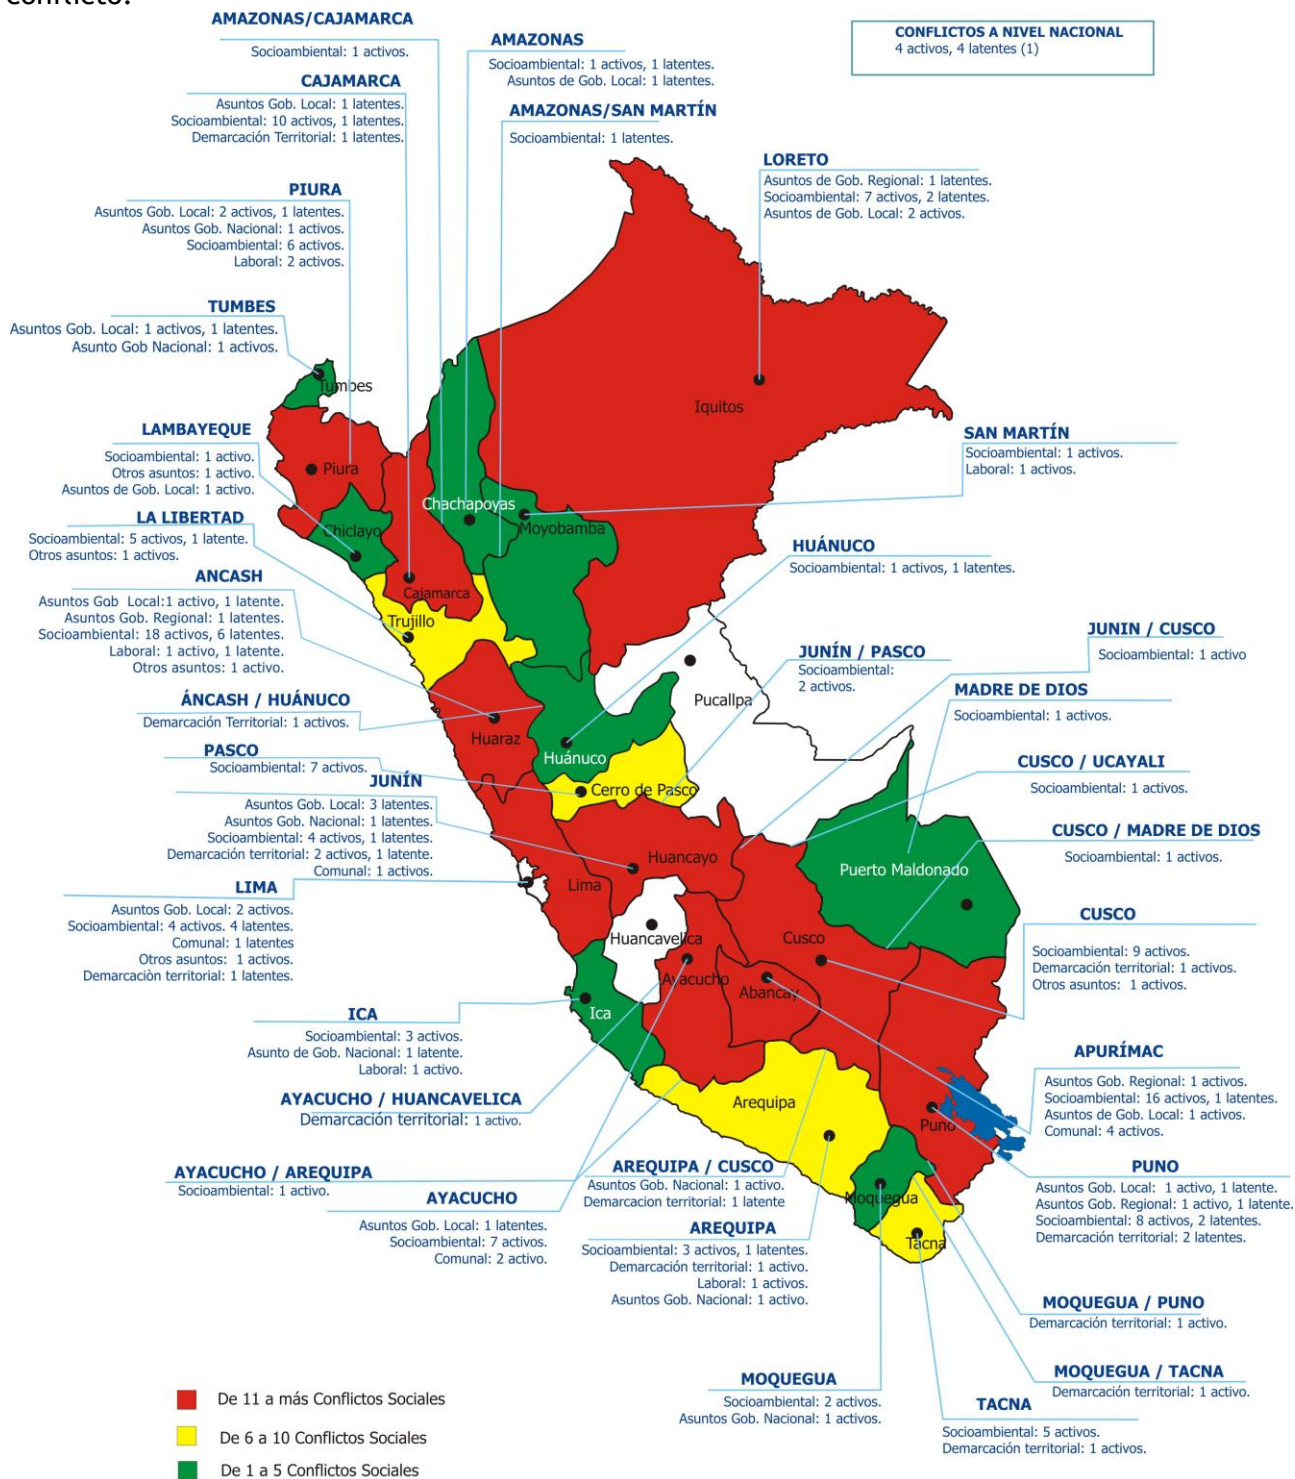 conflicto.
AMAZONAS/CAJAMARCA
Socioambiental: 1 activos.
AMAZONAS
Socioambiental: 1 activos, 1 latentes.
Asuntos de Gob. Local: 1 latentes.
CONFLICTOS A NIVEL NACIONAL
4 activos, 4 latentes (1)
CAJAMARCA
Asuntos Gob. Local: 1 latentes.
Socioambiental: 10 activos, 1 latentes.
Demarcación Territorial: 1 latentes.
AMAZONAS/SAN MARTÍN
Socioambiental: 1 latentes.
LORETO
Asuntos de Gob. Regional: 1 latentes.
Socioambiental: 7 activos, 2 latentes.
Asuntos de Gob. Local: 2 activos.
PIURA
Asuntos Gob. Local: 2 activos, 1 latentes.
Asuntos Gob. Nacional: 1 activos.
Socioambiental: 6 activos.
Laboral: 2 activos.
TUMBES
Asuntos Gob. Local: 1 activos, 1 latentes.
Asunto Gob Nacional: 1 activos.
Tumbes
Iquitos
LAMBAYEQUE
Socioambiental: 1 activo.
Otros asuntos: 1 activo.
Asuntos de Gob. Local: 1 activo.
SAN MARTÍN
Socioambiental: 1 activos.
Laboral: 1 activos.
Piura
Chachapoyas
Moyobamba
Chiclayo
LA LIBERTAD
Socioambiental: 5 activos, 1 latente.
Otros asuntos: 1 activos.
HUÁNUCO
Socioambiental: 1 activos, 1 latentes.
ANCASH
Asuntos Gob Local:1 activo, 1 latente.
Asuntos Gob. Regional: 1 latentes.
Socioambiental: 18 activos, 6 latentes.
Laboral: 1 activo, 1 latente.
Otros asuntos: 1 activo.
Cajamarca
Trujillo
JUNIN / CUSCO
Socioambiental: 1 activo
JUNÍN / PASCO
Socioambiental:
2 activos.
Pucallpa
MADRE DE DIOS
Socioambiental: 1 activos.
ÁNCASH / HUÁNUCO
Demarcación Territorial: 1 activos.
Huaraz
Huánuco
PASCO
Socioambiental: 7 activos.
CUSCO / UCAYALI
Socioambiental: 1 activos.
Cerro de Pasco
JUNÍN
Asuntos Gob. Local: 3 latentes.
Asuntos Gob. Nacional: 1 latentes.
Socioambiental: 4 activos, 1 latentes.
Demarcación territorial: 2 activos, 1 latente.
Comunal: 1 activos.
CUSCO / MADRE DE DIOS
Socioambiental: 1 activos.
Huancayo
Puerto Maldonado
Lima
LIMA
Asuntos Gob. Local: 2 activos.
Socioambiental: 4 activos. 4 latentes.
Comunal: 1 latentes
Otros asuntos: 1 activos.
Demarcaciòn territorial: 1 latentes.
CUSCO
Socioambiental: 9 activos.
Demarcación territorial: 1 activos.
Otros asuntos: 1 activos.
Huancavelica
Cusco
Ayacucho
Abancay
Ica
ICA
Socioambiental: 3 activos.
Asunto de Gob. Nacional: 1 latente.
Laboral: 1 activo.
APURÍMAC
Asuntos Gob. Regional: 1 activos.
Socioambiental: 16 activos, 1 latentes.
Asuntos de Gob. Local: 1 activos.
Comunal: 4 activos.
AYACUCHO / HUANCAVELICA
Demarcación territorial: 1 activo.
Arequipa
Puno
AYACUCHO / AREQUIPA
Socioambiental: 1 activo.
AREQUIPA / CUSCO
Asuntos Gob. Nacional: 1 activo.
Demarcacion territorial: 1 latente
PUNO
Asuntos Gob. Local: 1 activo, 1 latente.
Asuntos Gob. Regional: 1 activo, 1 latente.
Socioambiental: 8 activos, 2 latentes.
Demarcación territorial: 2 latentes.
AYACUCHO
Asuntos Gob. Local: 1 latentes.
Socioambiental: 7 activos.
Comunal: 2 activo.
Moquegua
Tacna
AREQUIPA
Socioambiental: 3 activos, 1 latentes.
Demarcación territorial: 1 activo.
Laboral: 1 activos.
Asuntos Gob. Nacional: 1 activo.
MOQUEGUA / PUNO
Demarcación territorial: 1 activo.
MOQUEGUA / TACNA
Demarcación territorial: 1 activo.
MOQUEGUA
Socioambiental: 2 activos.
Asuntos Gob. Nacional: 1 activos.
TACNA
Socioambiental: 5 activos.
Demarcación territorial: 1 activos.
De 11 a más Conflictos Sociales
De 6 a 10 Conflictos Sociales
De 1 a 5 Conflictos Sociales